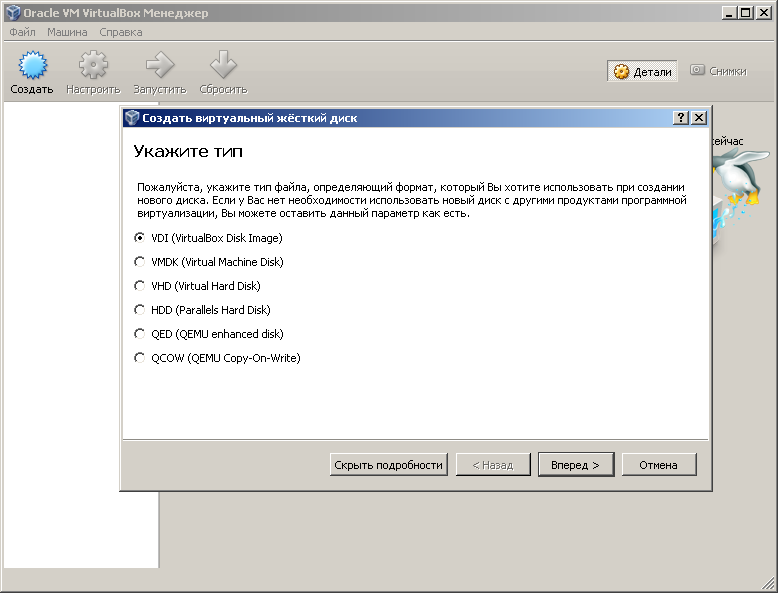 Oracle VM VirtualBox Менеджер
Файл Машина Справка
Создать Настроить Запустить Сбросить Детали Снимки
Создать виртуальный жёсткий диск
сейчас
Укажите тип
Пожалуйста, укажите тип файла, определяющий формат, который Вы хотите использовать при создании
нового диска. Если у Вас нет необходимости использовать новый диск с другими продуктами программной
виртуализации, Вы можете оставить данный параметр как есть.
VDI (VirtualBox Disk Image)
VMDK (Virtual Machine Disk)
VHD (Virtual Hard Disk)
HDD (Parallels Hard Disk)
QED (QEMU enhanced disk)
QCOW (QEMU Copy-On-Write)
Скрыть подробности < Назад Вперед > Отмена